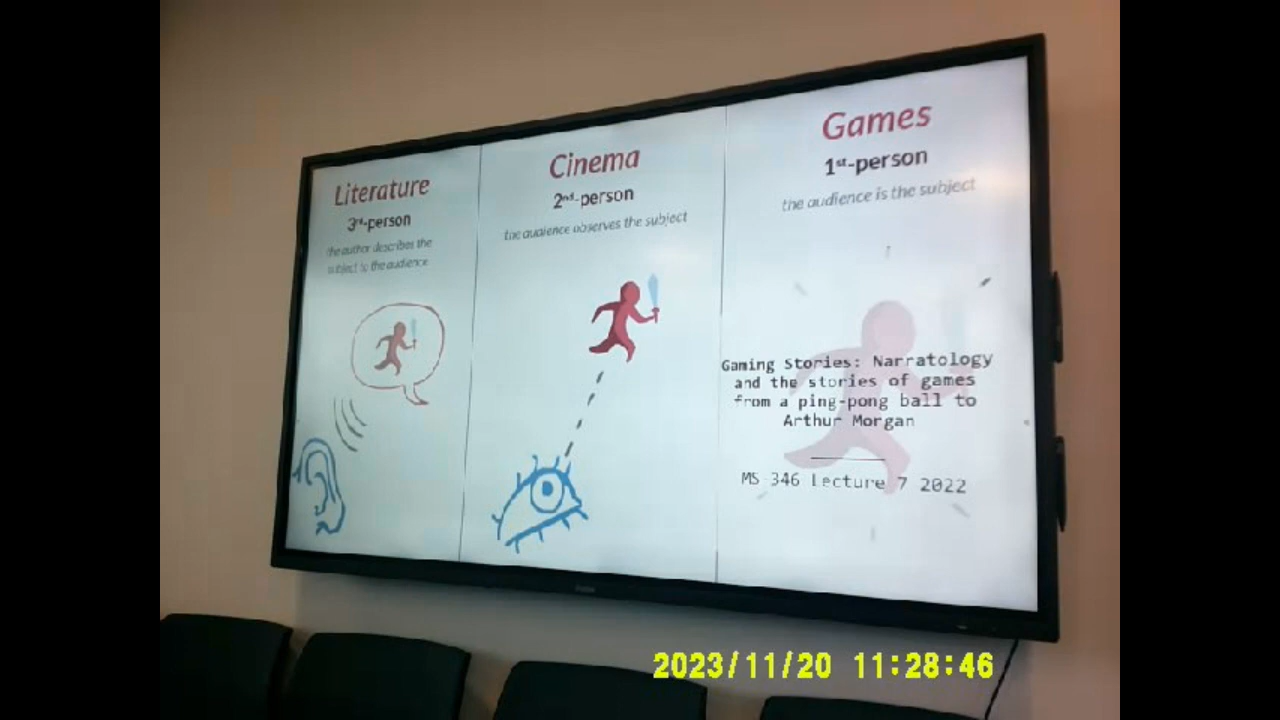 Literature
3rd-person
the author describes the
subject to the audience
Cinema
2nd-person
the audience observes the subject
Games
1st-person
the audience is the subject
Gaming Stories: Narratology
and the stories of games
from a ping-pong ball to
Arthur Morgan
MS 346 Lecture 7 2022
2023/11/20 11:28:46